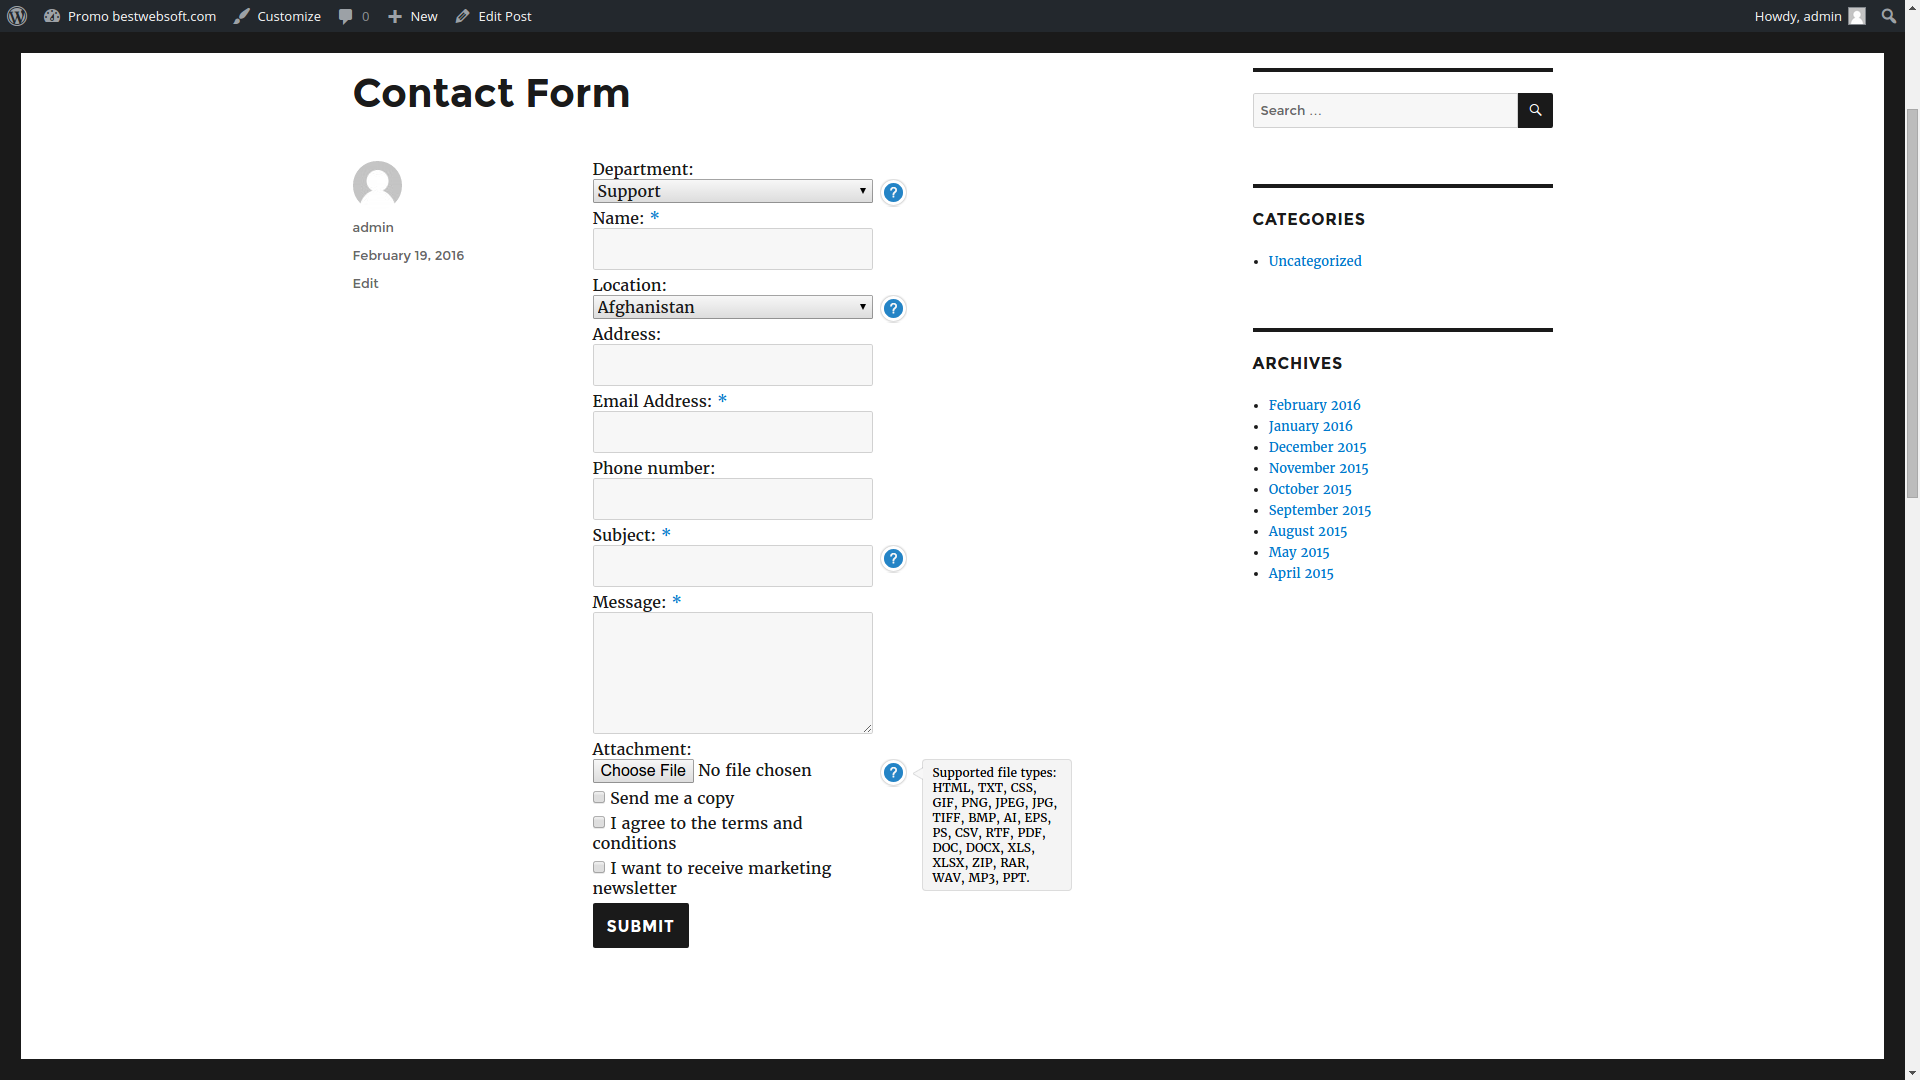 Promo bestwebsoft.com Customize 0 New Edit Post Howdy, admin
Contact Form
admin
February 19, 2016
Edit
Department:
Support
?
Name: *
Location:
Afghanistan
?
Address:
Email Address: *
Phone number:
Subject: *
?
Message: *
Attachment:
Choose File No file chosen
?
Supported file types:
HTML, TXT, CSS,
GIF, PNG, JPEG, JPG,
TIFF, BMP, AI, EPS,
PS, CSV, RTF, PDF,
DOC, DOCX, XLS,
XLSX, ZIP, RAR,
WAV, MP3, PPT.
Send me a copy
I agree to the terms and
conditions
I want to receive marketing
newsletter
SUBMIT
Search ...
CATEGORIES
Uncategorized
ARCHIVES
February 2016
January 2016
December 2015
November 2015
October 2015
September 2015
August 2015
May 2015
April 2015